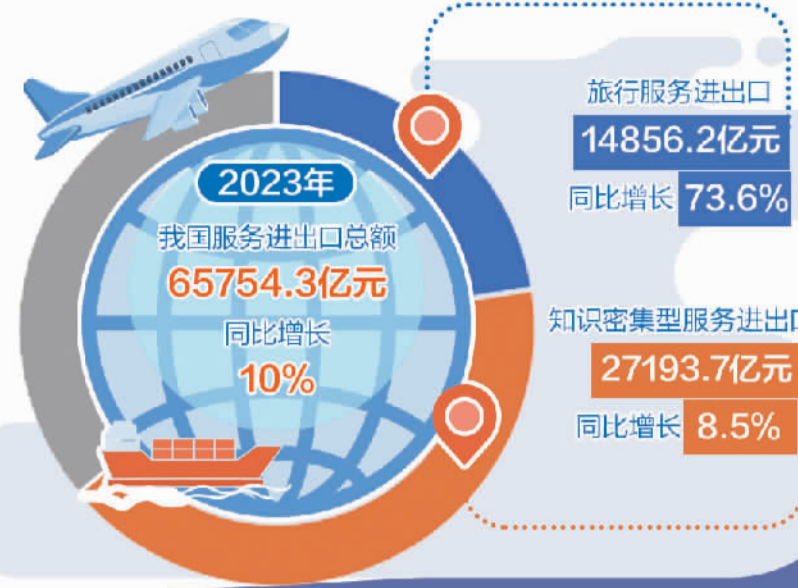 2023年
我国服务进出口总额
65754.3亿元
同比增长
10%
旅行服务进出口
14856.2亿元
同比增长 73.6%
知识密集型服务进出口
27193.7亿元
同比增长 8.5%